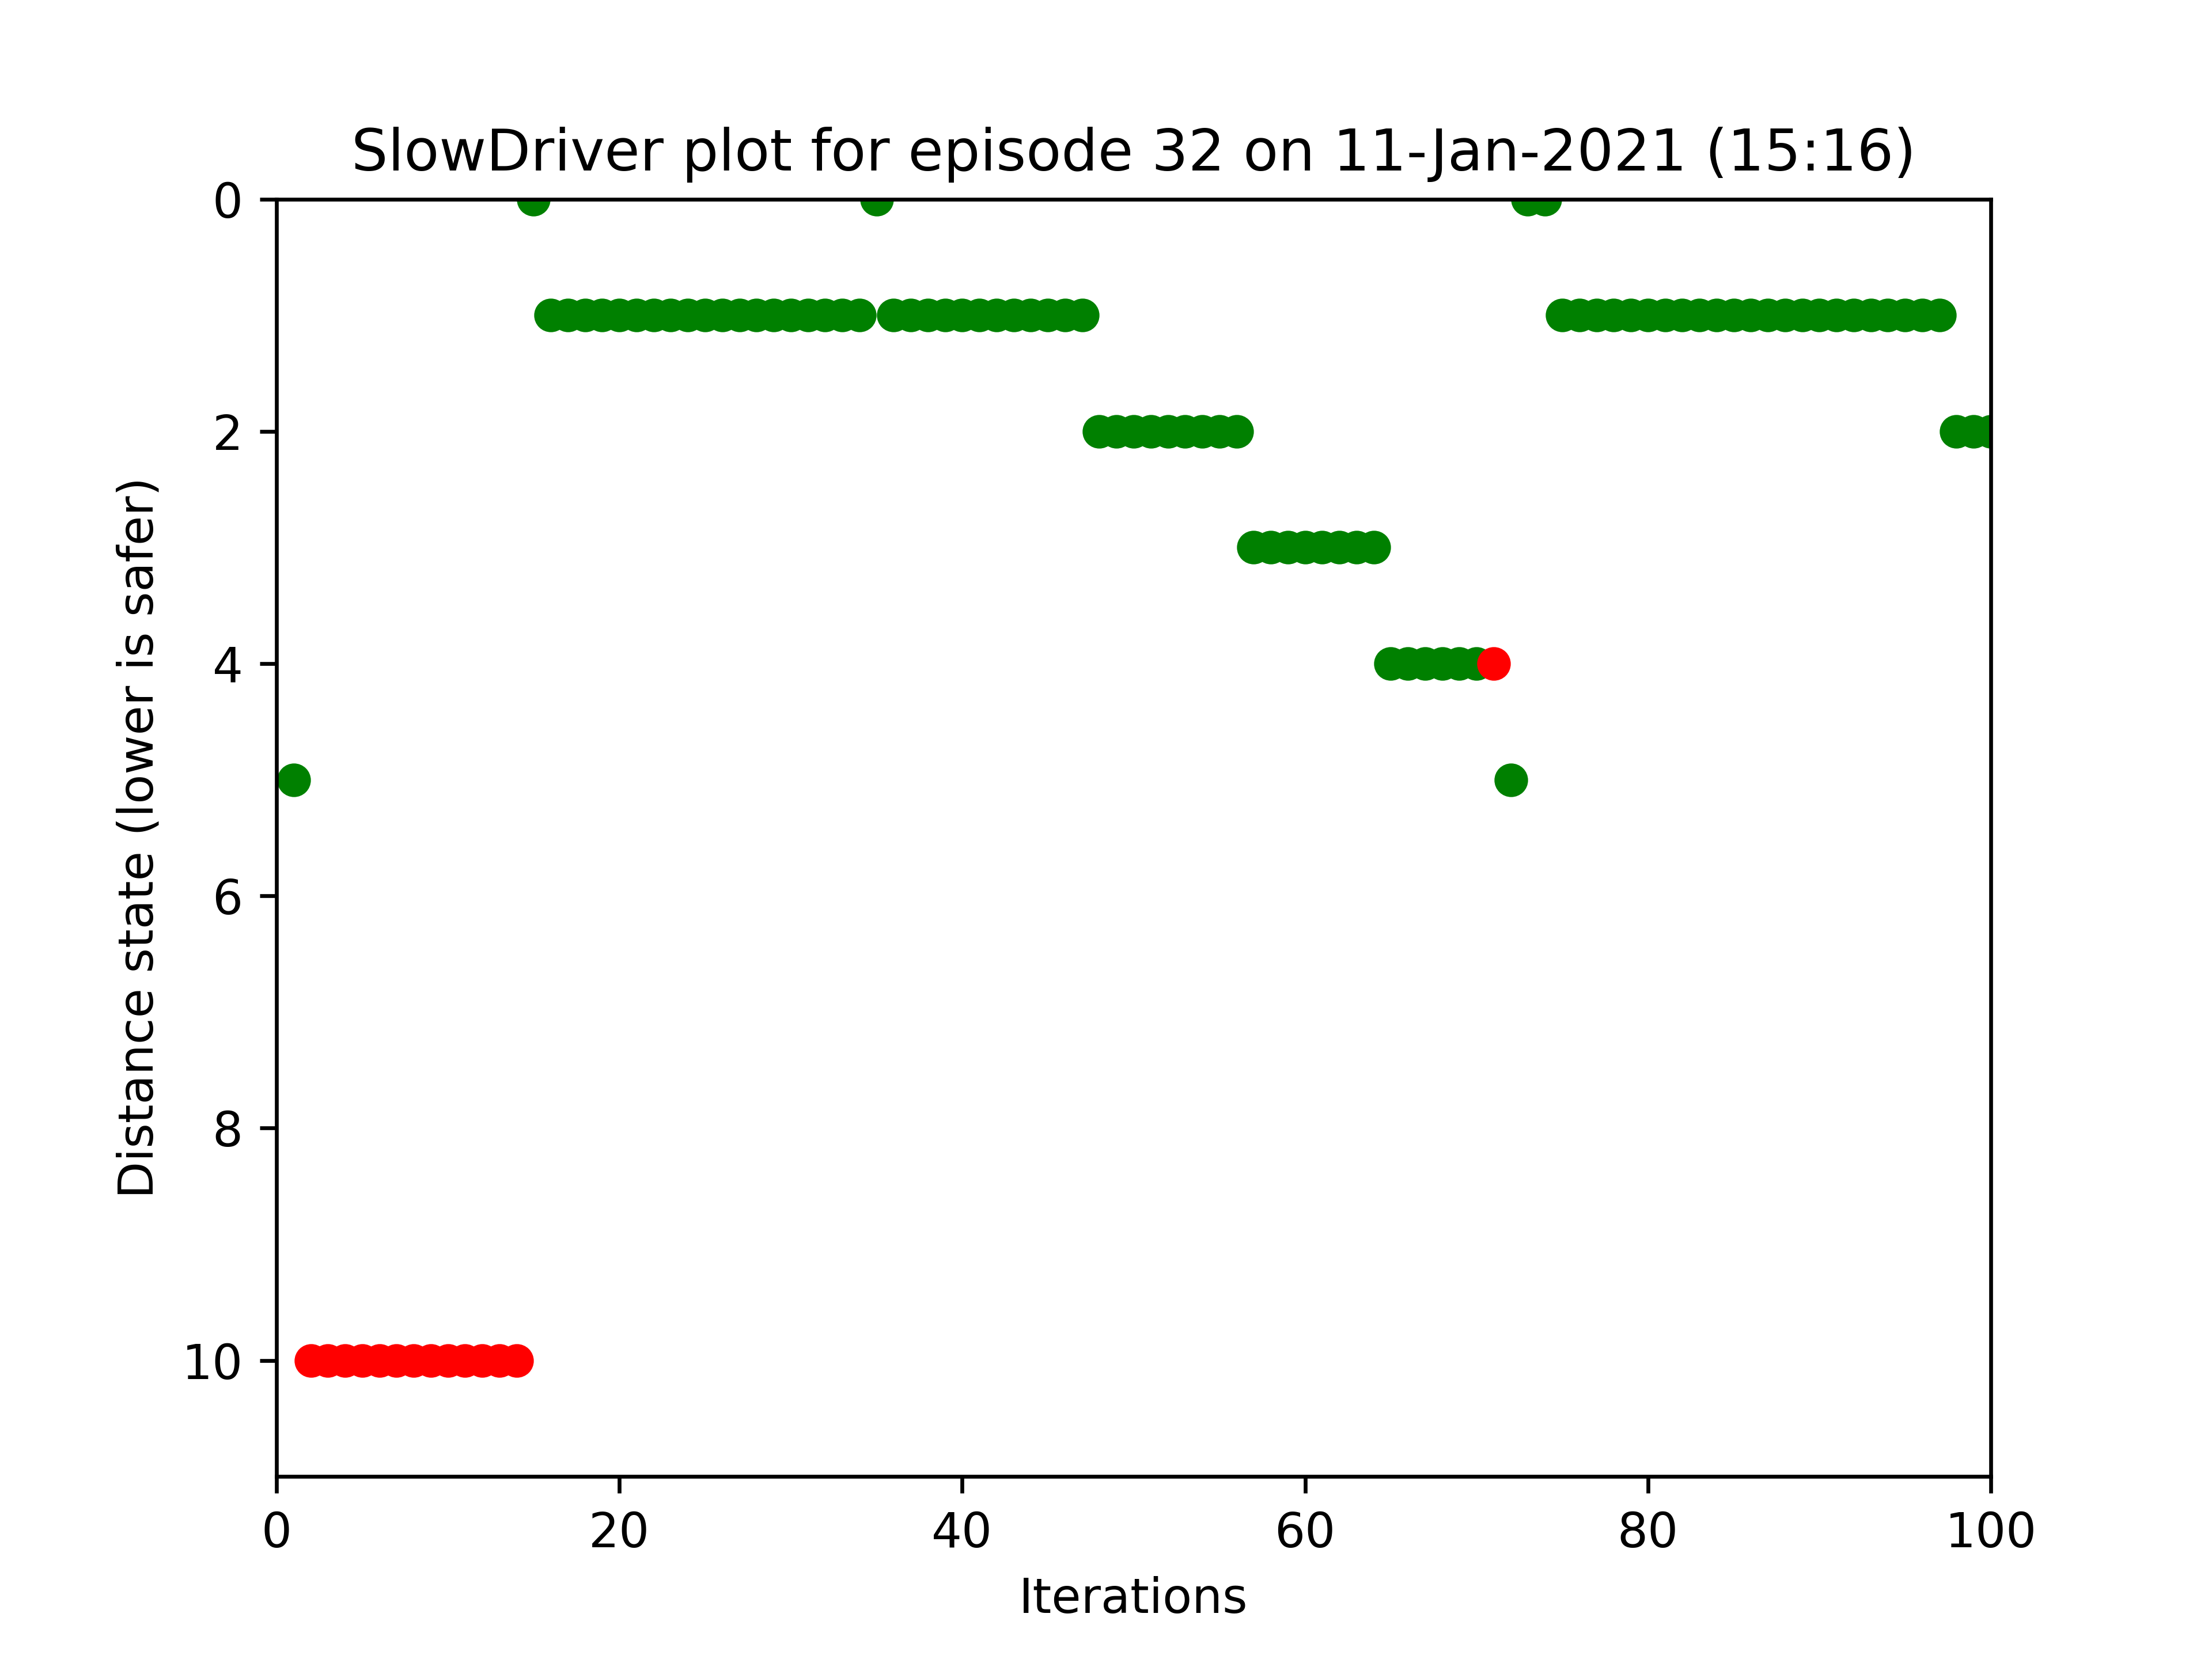 SlowDriver plot for episode 32 on 11-Jan-2021 (15:16)
0
2
4
6
8
10
Distance state (lower is safer)
0 20 40 60 80 100
Iterations